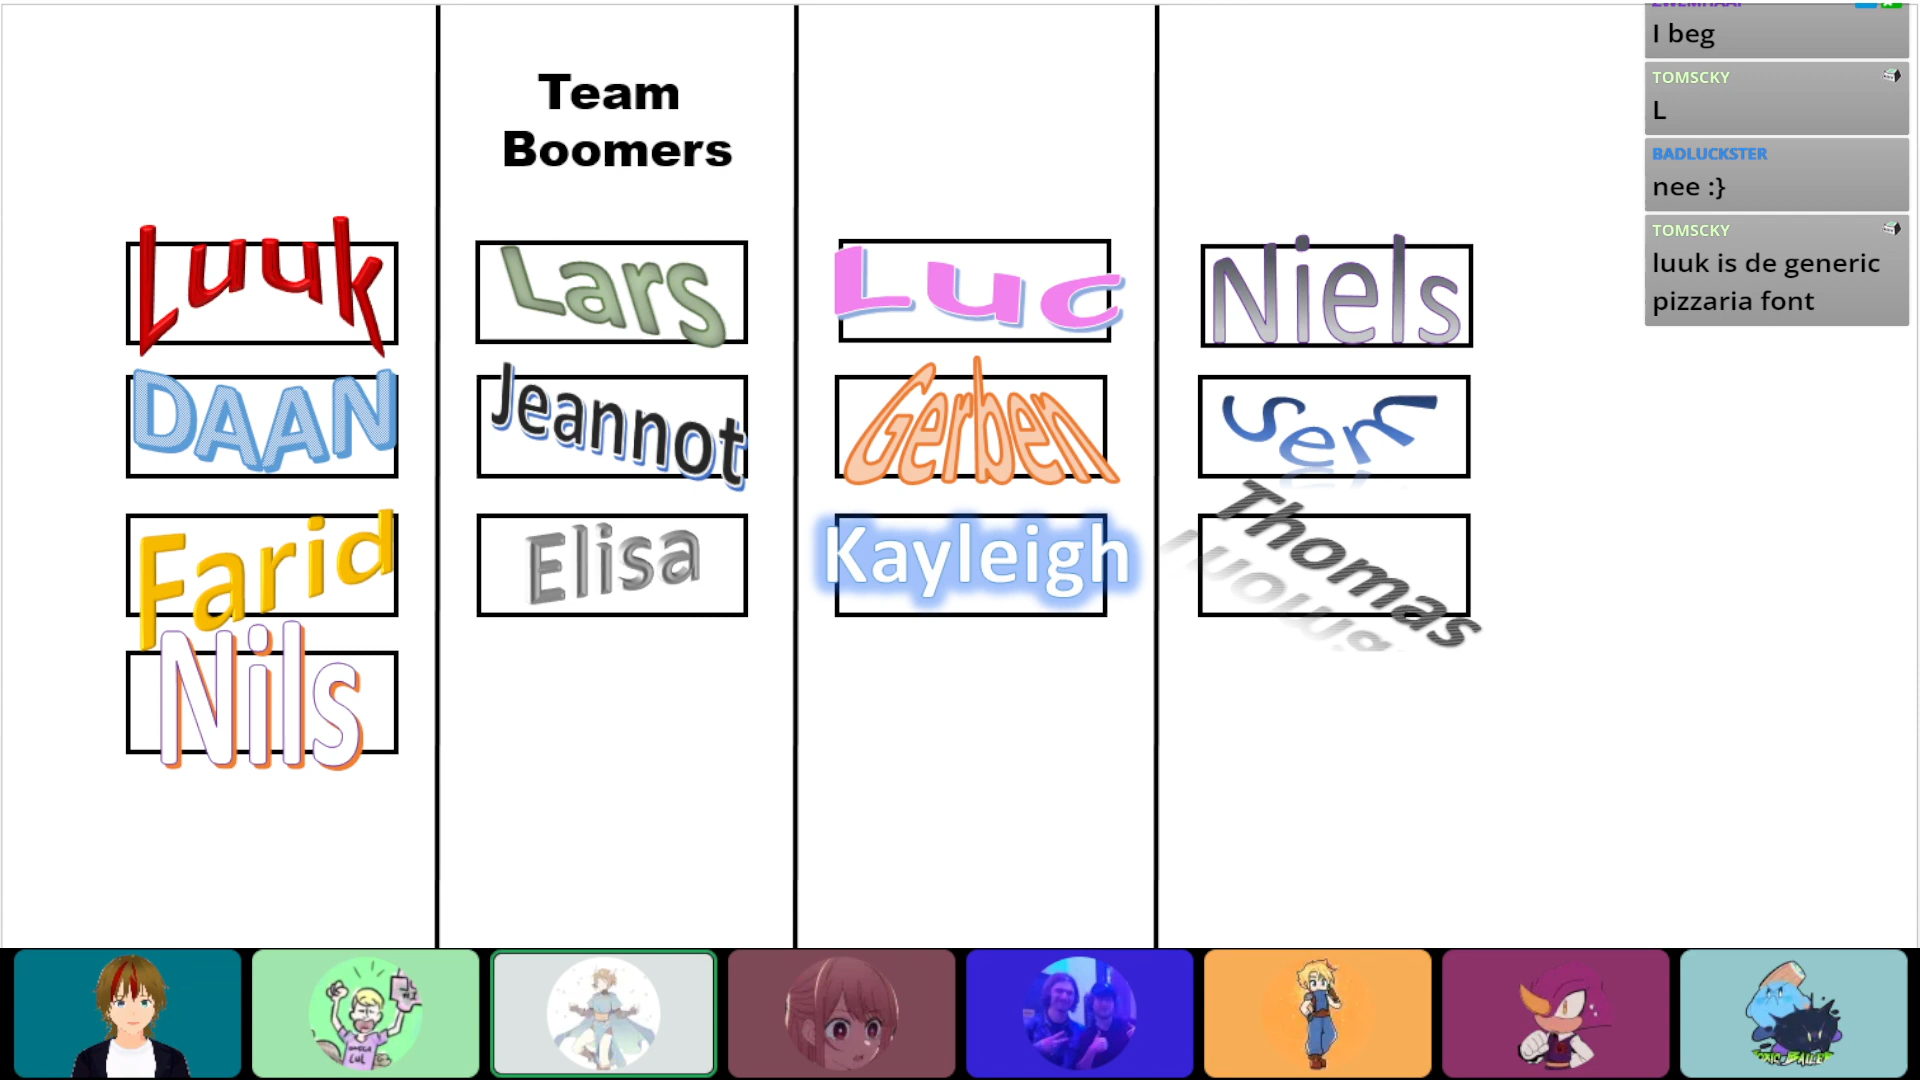 Team
Boomers
Luuk
Lars
Luc
Niels
DAAN
Jeannot
Gerben
Sem
Farid
Elisa
Kayleigh
Thomas
Nils
I beg
TOMSCKY
L
BADLUCKSTER
nee :}
TOMSCKY
luuk is de generic
pizzaria font